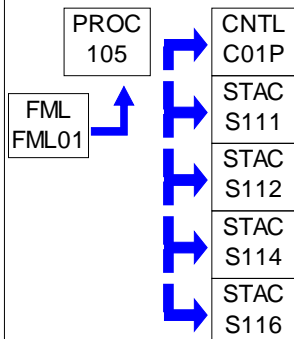 PROC
105
FML
FML01
CNTL
C01P
STAC
S111
STAC
S112
STAC
S114
STAC
S116